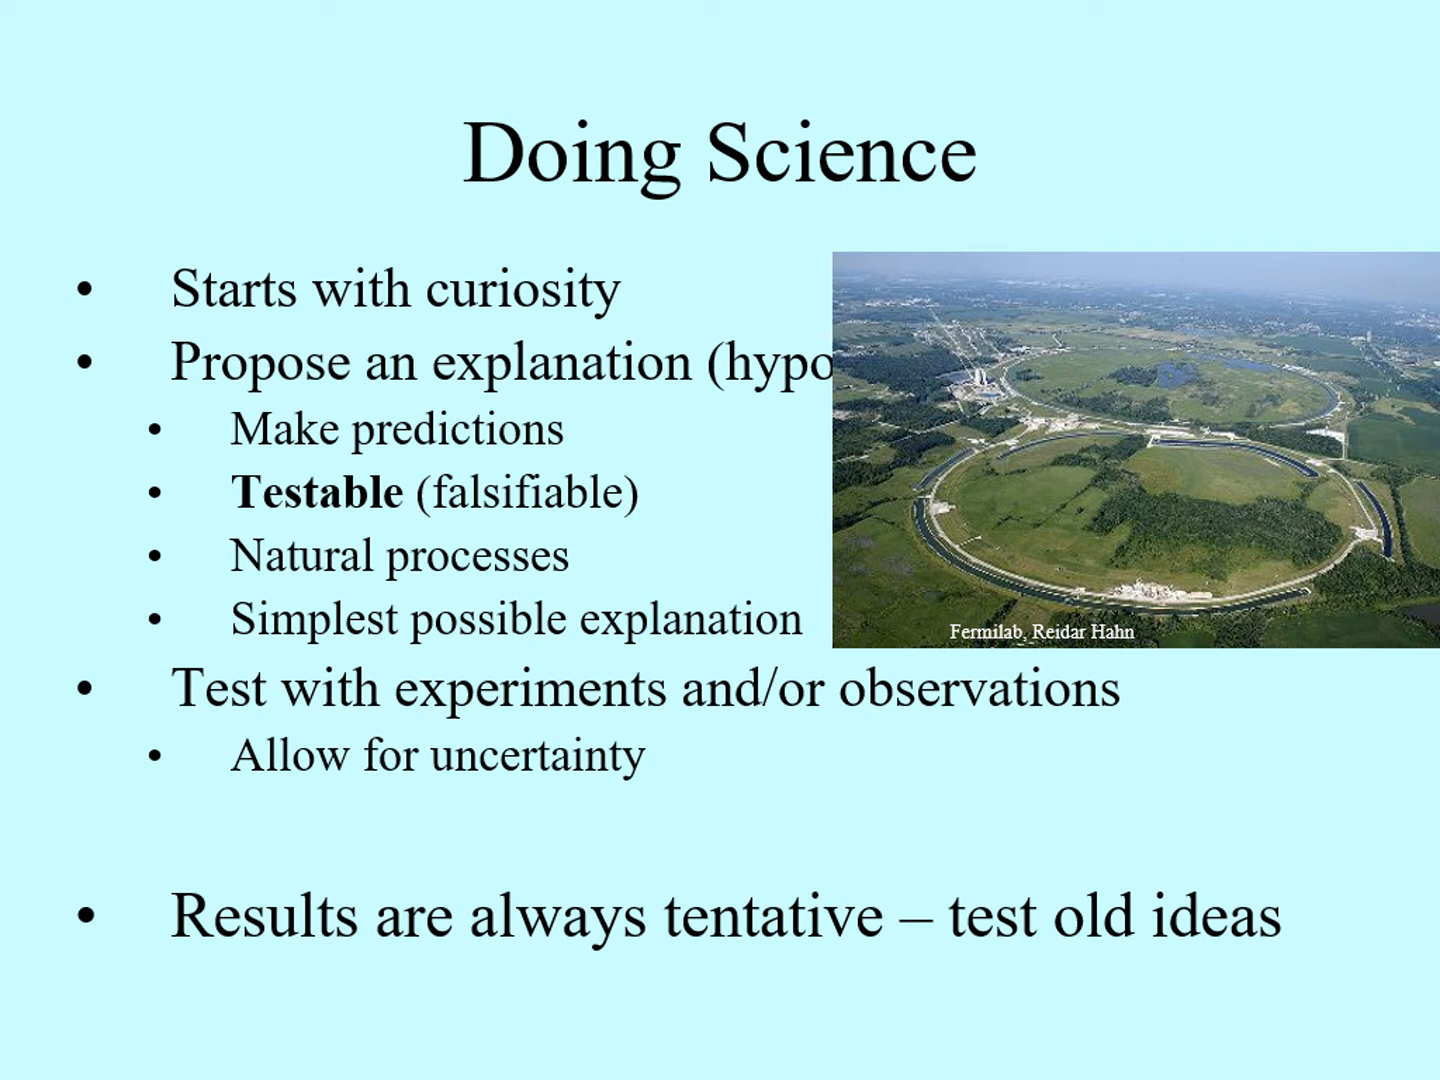 Doing Science
• Starts with curiosity
• Propose an explanation (hypo
• Make predictions
• Testable (falsifiable)
• Natural processes
• Simplest possible explanation
Fermilab, Reidar Hahn
• Test with experiments and/or observations
• Allow for uncertainty
• Results are always tentative – test old ideas